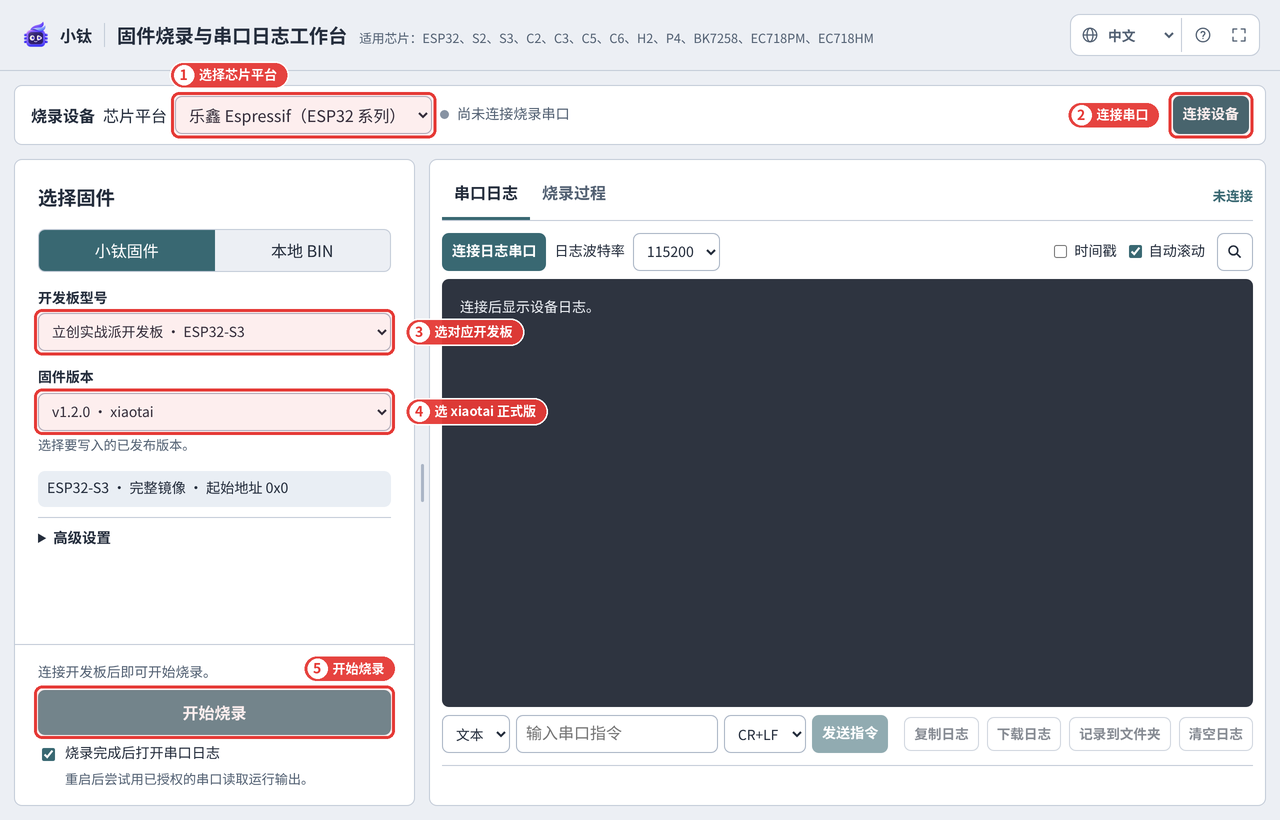 小钛
固件烧录与串口日志工作台
适用芯片：ESP32、S2、S3、C2、C3、C5、C6、H2、P4、BK7258、EC718PM、EC718HM
中文
1 选择芯片平台
烧录设备 芯片平台
乐鑫 Espressif（ESP32 系列）
尚未连接烧录串口
2 连接串口
连接设备
选择固件
小钛固件
本地 BIN
开发板型号
立创实战派开发板 · ESP32-S3
3 选对应开发板
固件版本
v1.2.0 · xiaotai
4 选 xiaotai 正式版
选择要写入的已发布版本。
ESP32-S3 · 完整镜像 · 起始地址 0x0
高级设置
连接开发板后即可开始烧录。
5 开始烧录
开始烧录
烧录完成后打开串口日志
重启后尝试用已授权的串口读取运行输出。
串口日志
烧录过程
未连接
连接日志串口
日志波特率
115200
时间戳
自动滚动
连接后显示设备日志。
文本
输入串口指令
CR+LF
发送指令
复制日志
下载日志
记录到文件夹
清空日志